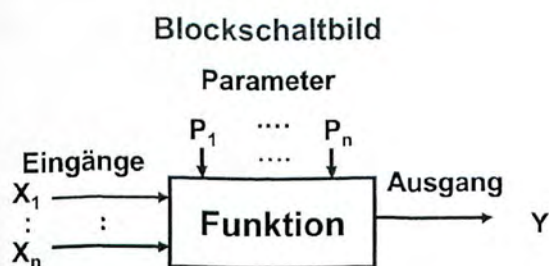 Blockschaltbild
Parameter
P1 .... Pn
....
Eingänge
Ausgang
X1
: :
Xn
Funktion
Y